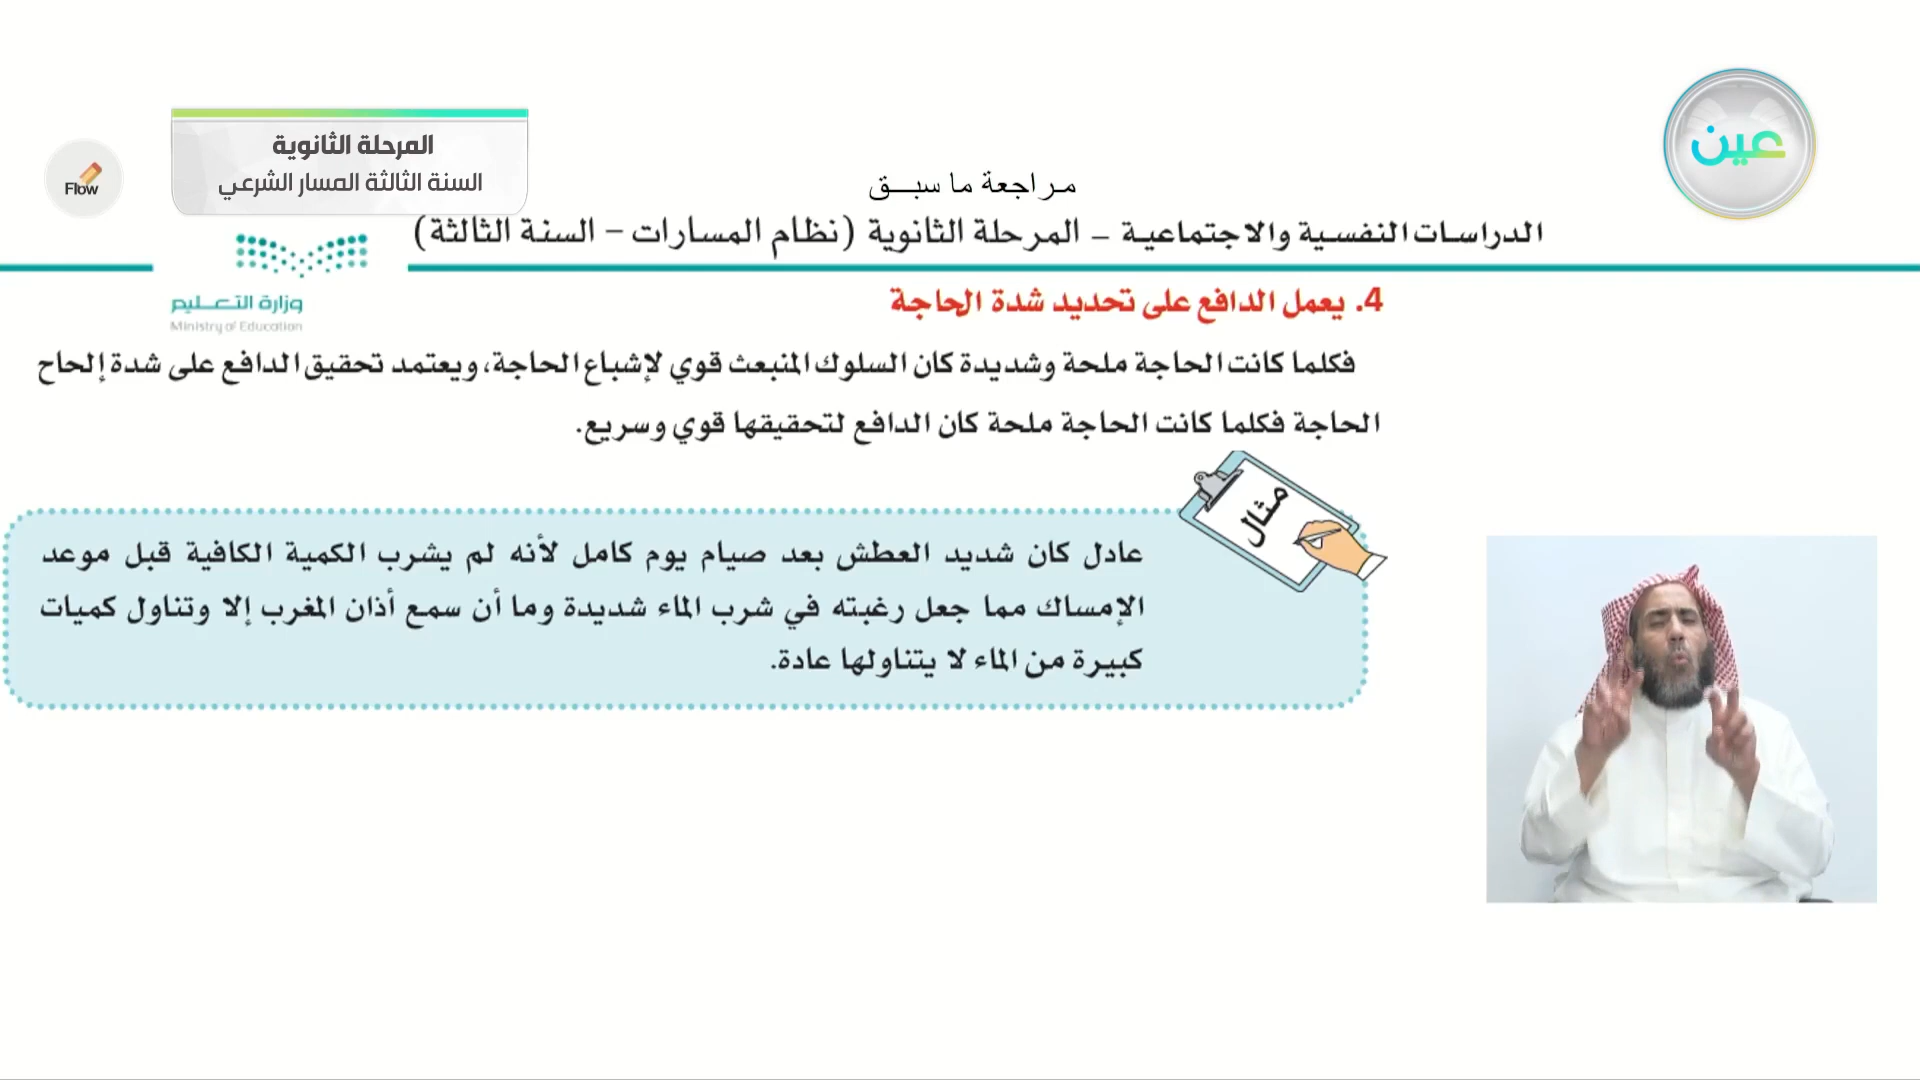 عين
المرحلة الثانوية
السنة الثالثة المسار الشرعي
Flow
مراجعة ما سبق
الدراسات النفسية والاجتماعية – المرحلة الثانوية (نظام المسارات – السنة الثالثة)
وزارة التعليم
Ministry of Education
4. يعمل الدافع على تحديد شدة الحاجة
فكلما كانت الحاجة ملحة وشديدة كان السلوك المنبعث قوي لإشباع الحاجة، ويعتمد تحقيق الدافع على شدة إلحاح
الحاجة فكلما كانت الحاجة ملحة كان الدافع لتحقيقها قوي وسريع.
مثال
عادل كان شديد العطش بعد صيام يوم كامل لأنه لم يشرب الكمية الكافية قبل موعد
الإمساك مما جعل رغبته في شرب الماء شديدة وما أن سمع أذان المغرب إلا وتناول كميات
كبيرة من الماء لا يتناولها عادة.